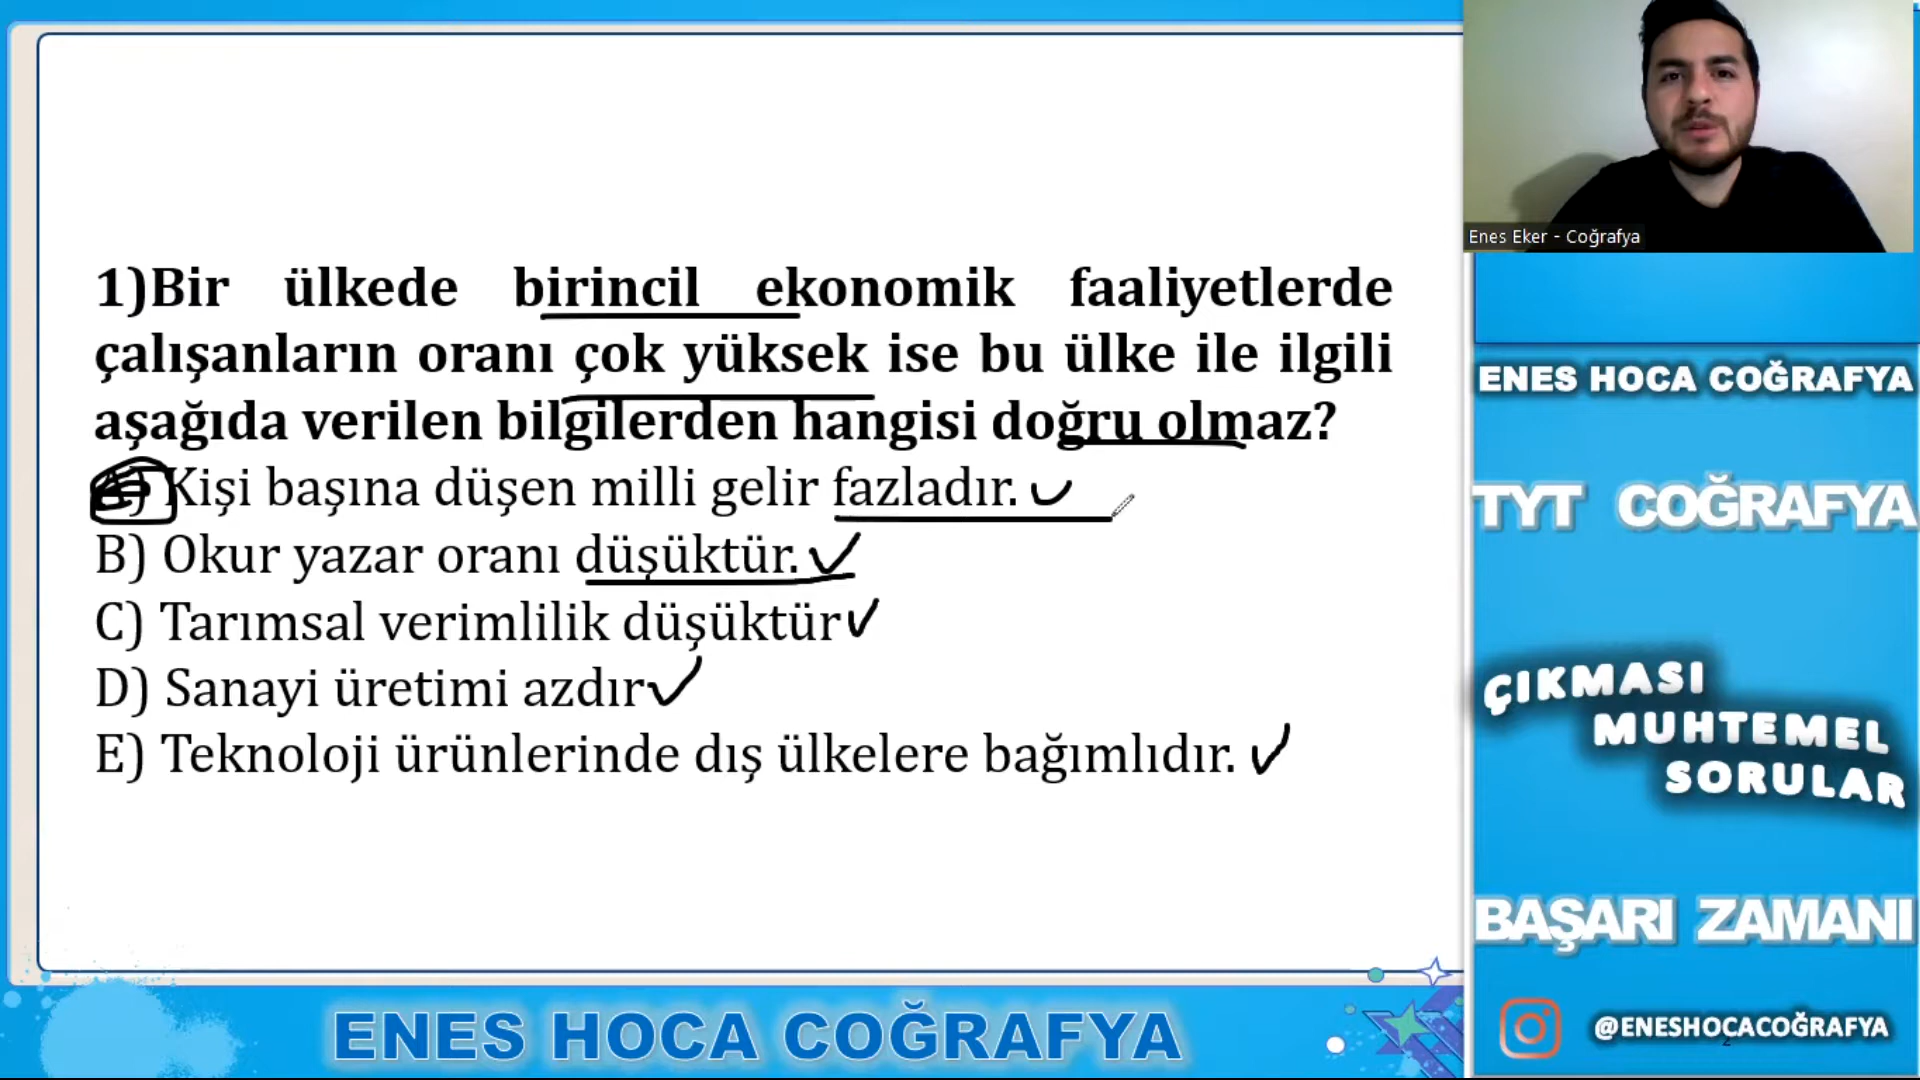 Enes Eker - Coğrafya
1)Bir ülkede birincil ekonomik faaliyetlerde
çalışanların oranı çok yüksek ise bu ülke ile ilgili
aşağıda verilen bilgilerden hangisi doğru olmaz?
A) Kişi başına düşen milli gelir fazladır.
B) Okur yazar oranı düşüktür.
C) Tarımsal verimlilik düşüktür
D) Sanayi üretimi azdır
E) Teknoloji ürünlerinde dış ülkelere bağımlıdır.
ENES HOCA COĞRAFYA
TYT COĞRAFYA
ÇIKMASI
MUHTEMEL
SORULAR
BAŞARI ZAMANI
@ENESHOCACOĞRAFYA
2
ENES HOCA COĞRAFYA